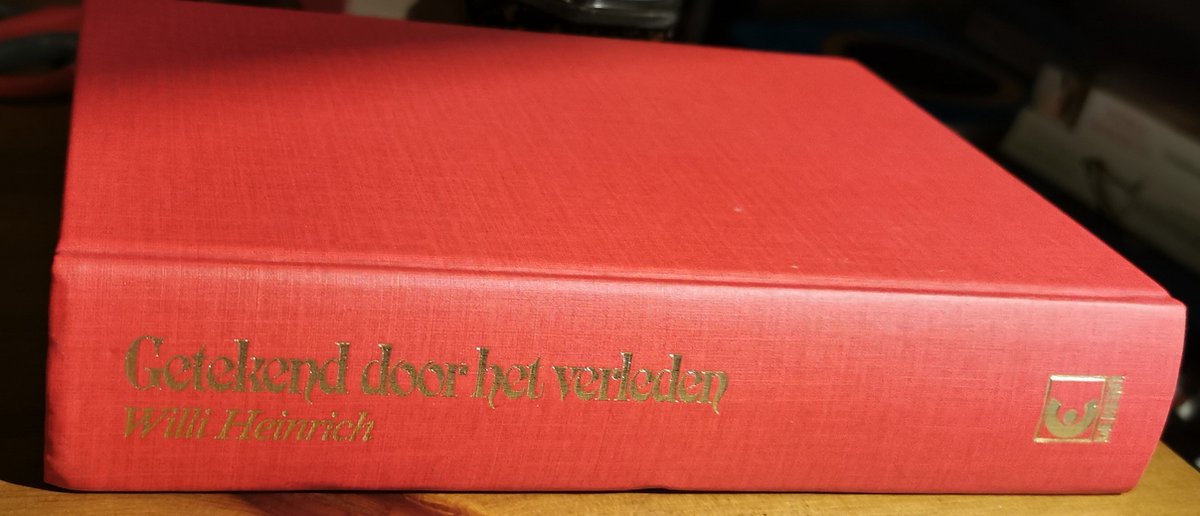 Getekend door het verleden
Willi Heinrich